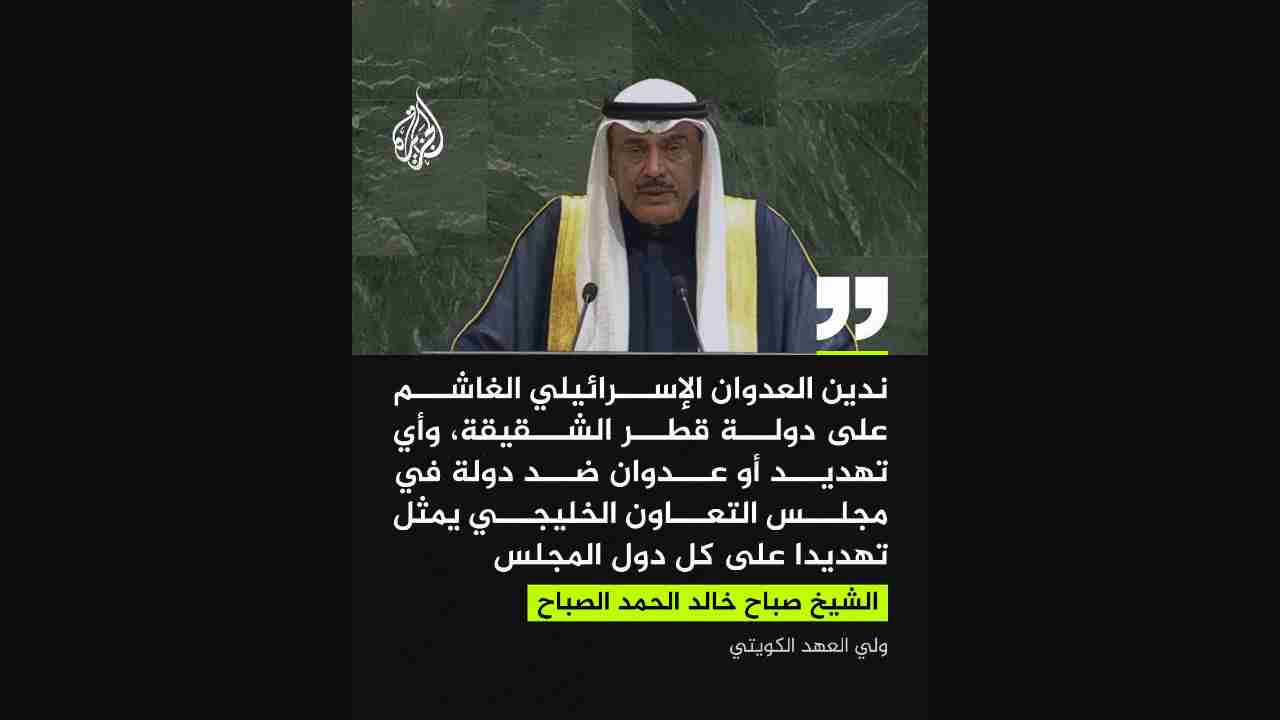 الجزيرة
ندين العدوان الإسرائيلي الغاشم
على دولة قطر الشقيقة، وأي
تهديد أو عدوان ضد دولة في
مجلس التعاون الخليجي يمثل
تهديدا على كل دول المجلس
الشيخ صباح خالد الحمد الصباح
ولي العهد الكويتي